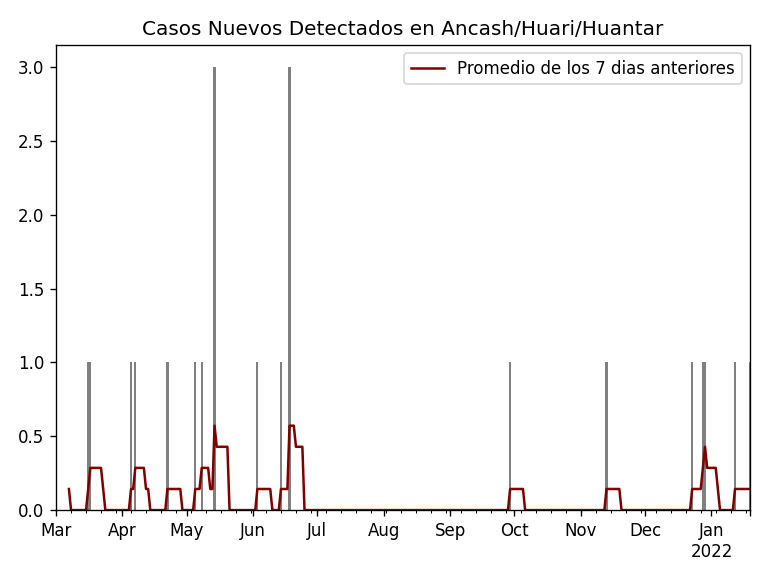 Casos Nuevos Detectados en Ancash/Huari/Huantar
Promedio de los 7 dias anteriores
3.0
2.5
2.0
1.5
1.0
0.5
0.0
Mar Apr May Jun Jul Aug Sep Oct Nov Dec Jan
2022